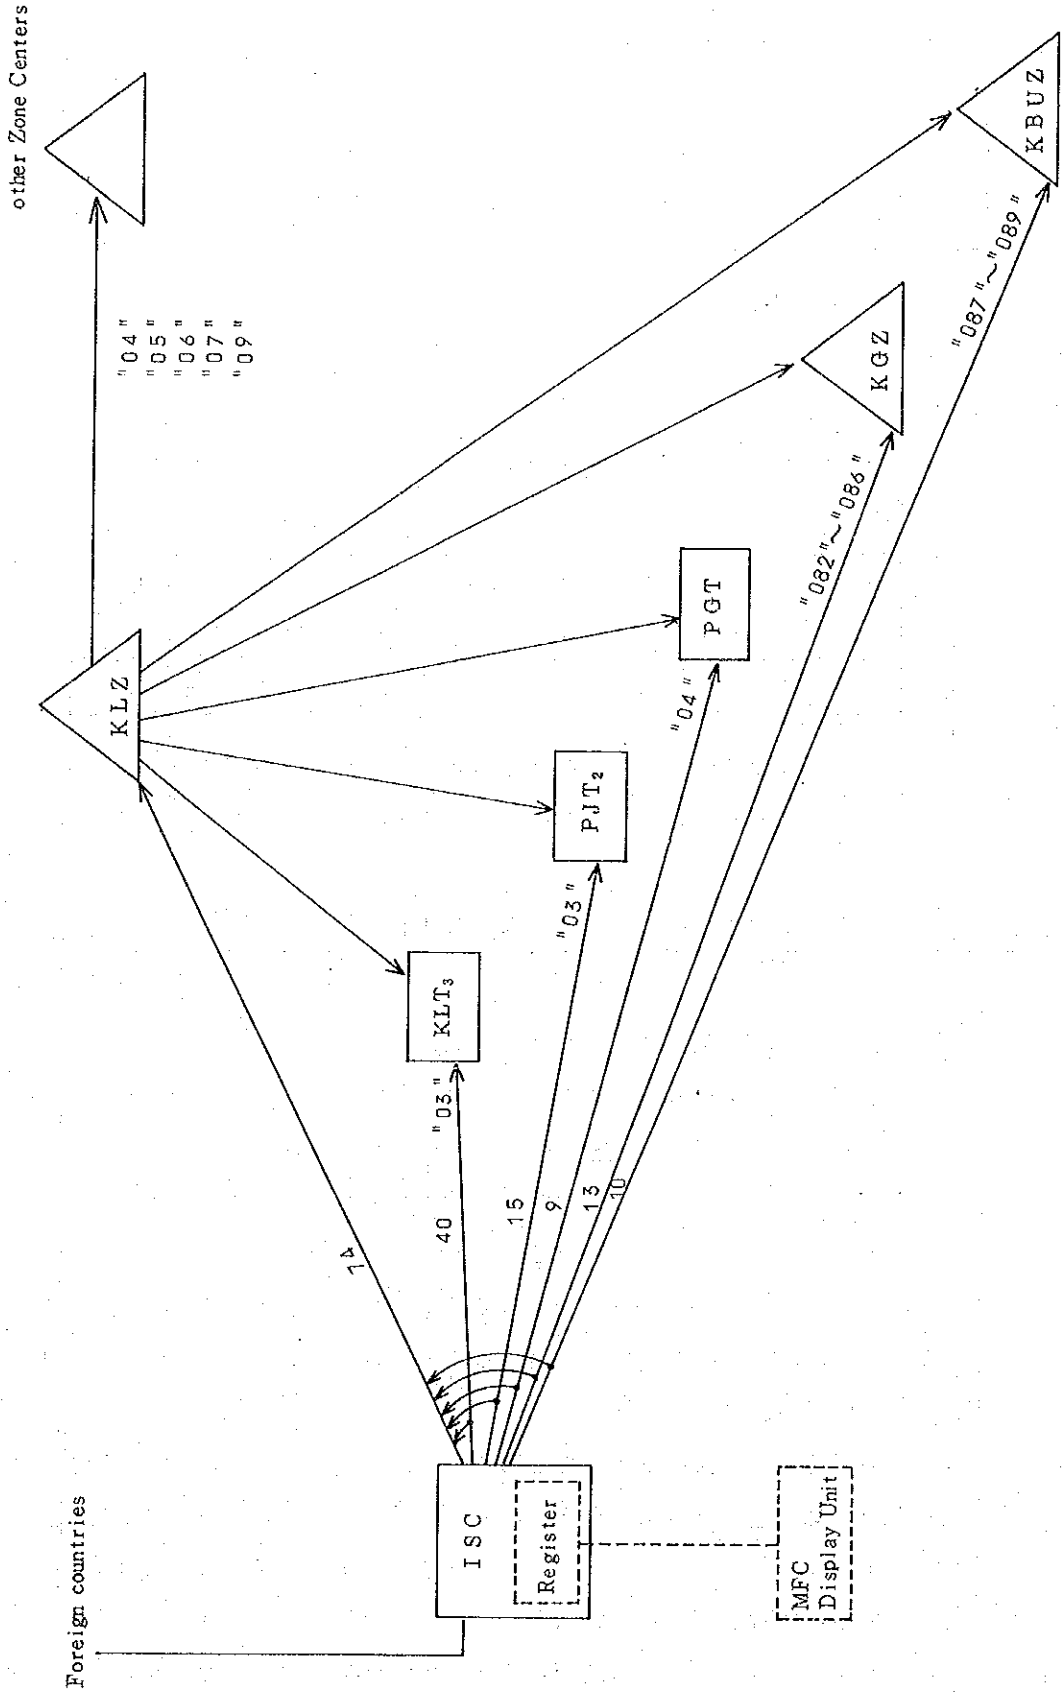 other Zone Centers
"04"
"05"
"06"
"07"
"09"
KLZ
KBUZ
"087"~"089"
KGZ
"082"~"086"
PGT
"04"
PJT₂
"03"
KLT₃
"03"
74
40
15
9
13
10
Foreign countries
ISC
Register
MFC
Display Unit